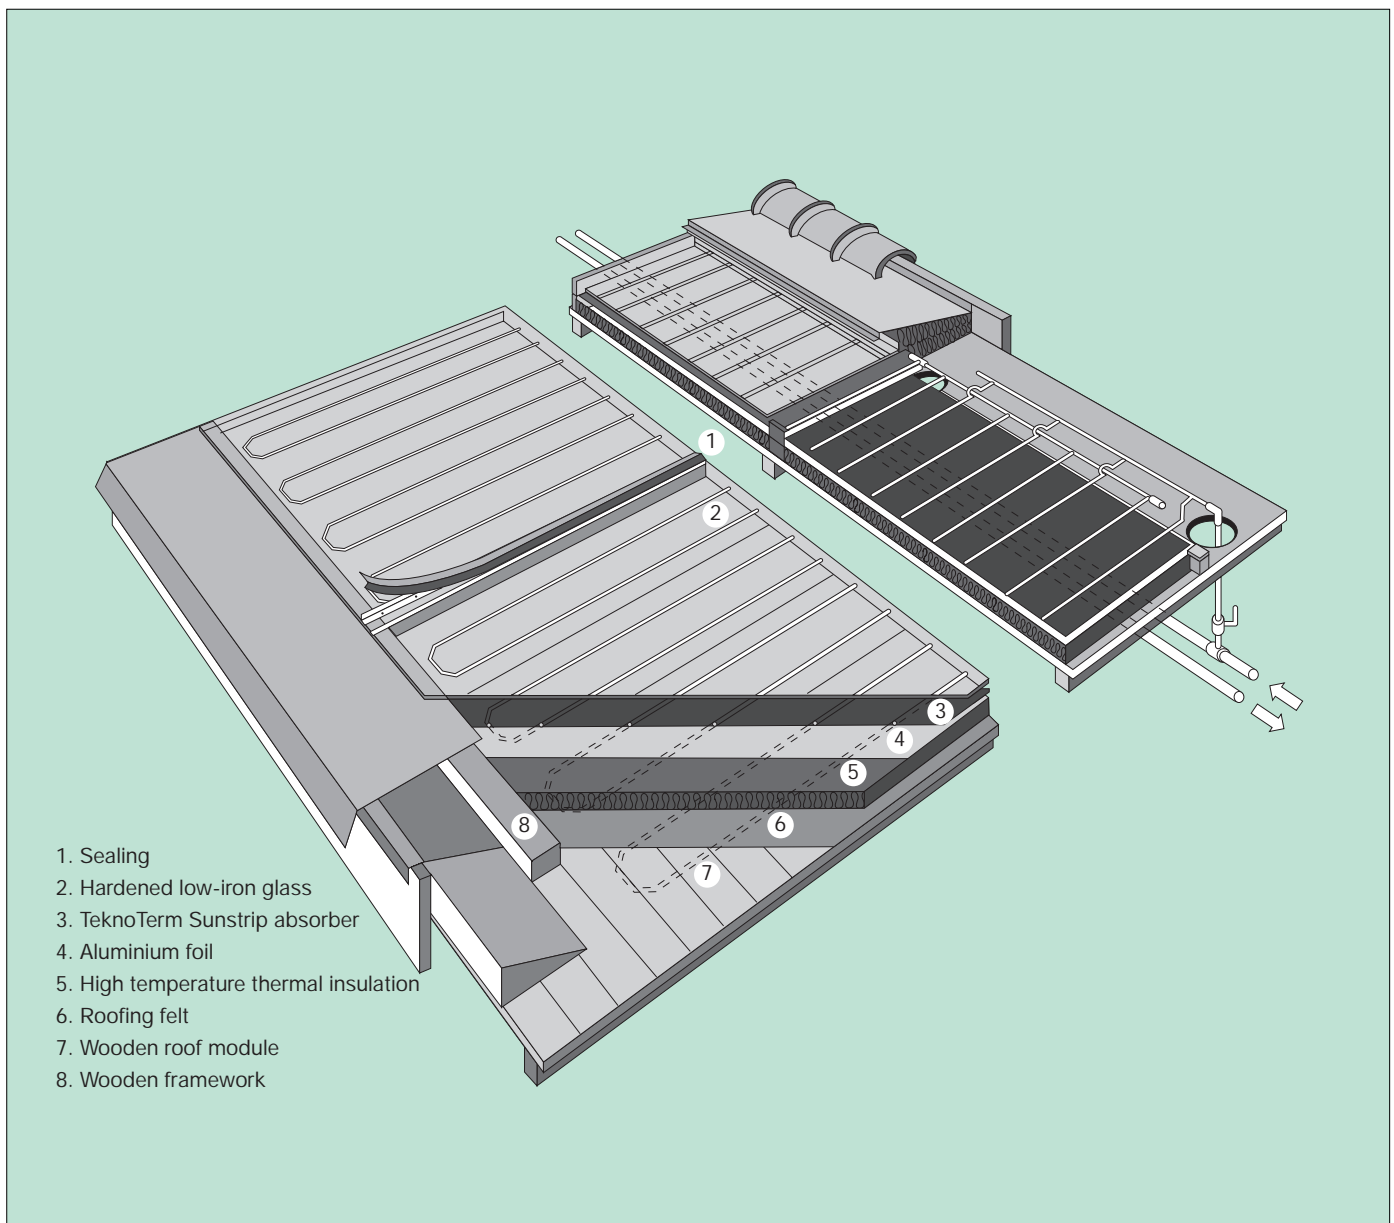 1
2
3
4
5
6
7
8
1. Sealing
2. Hardened low-iron glass
3. TeknoTerm Sunstrip absorber
4. Aluminium foil
5. High temperature thermal insulation
6. Roofing felt
7. Wooden roof module
8. Wooden framework